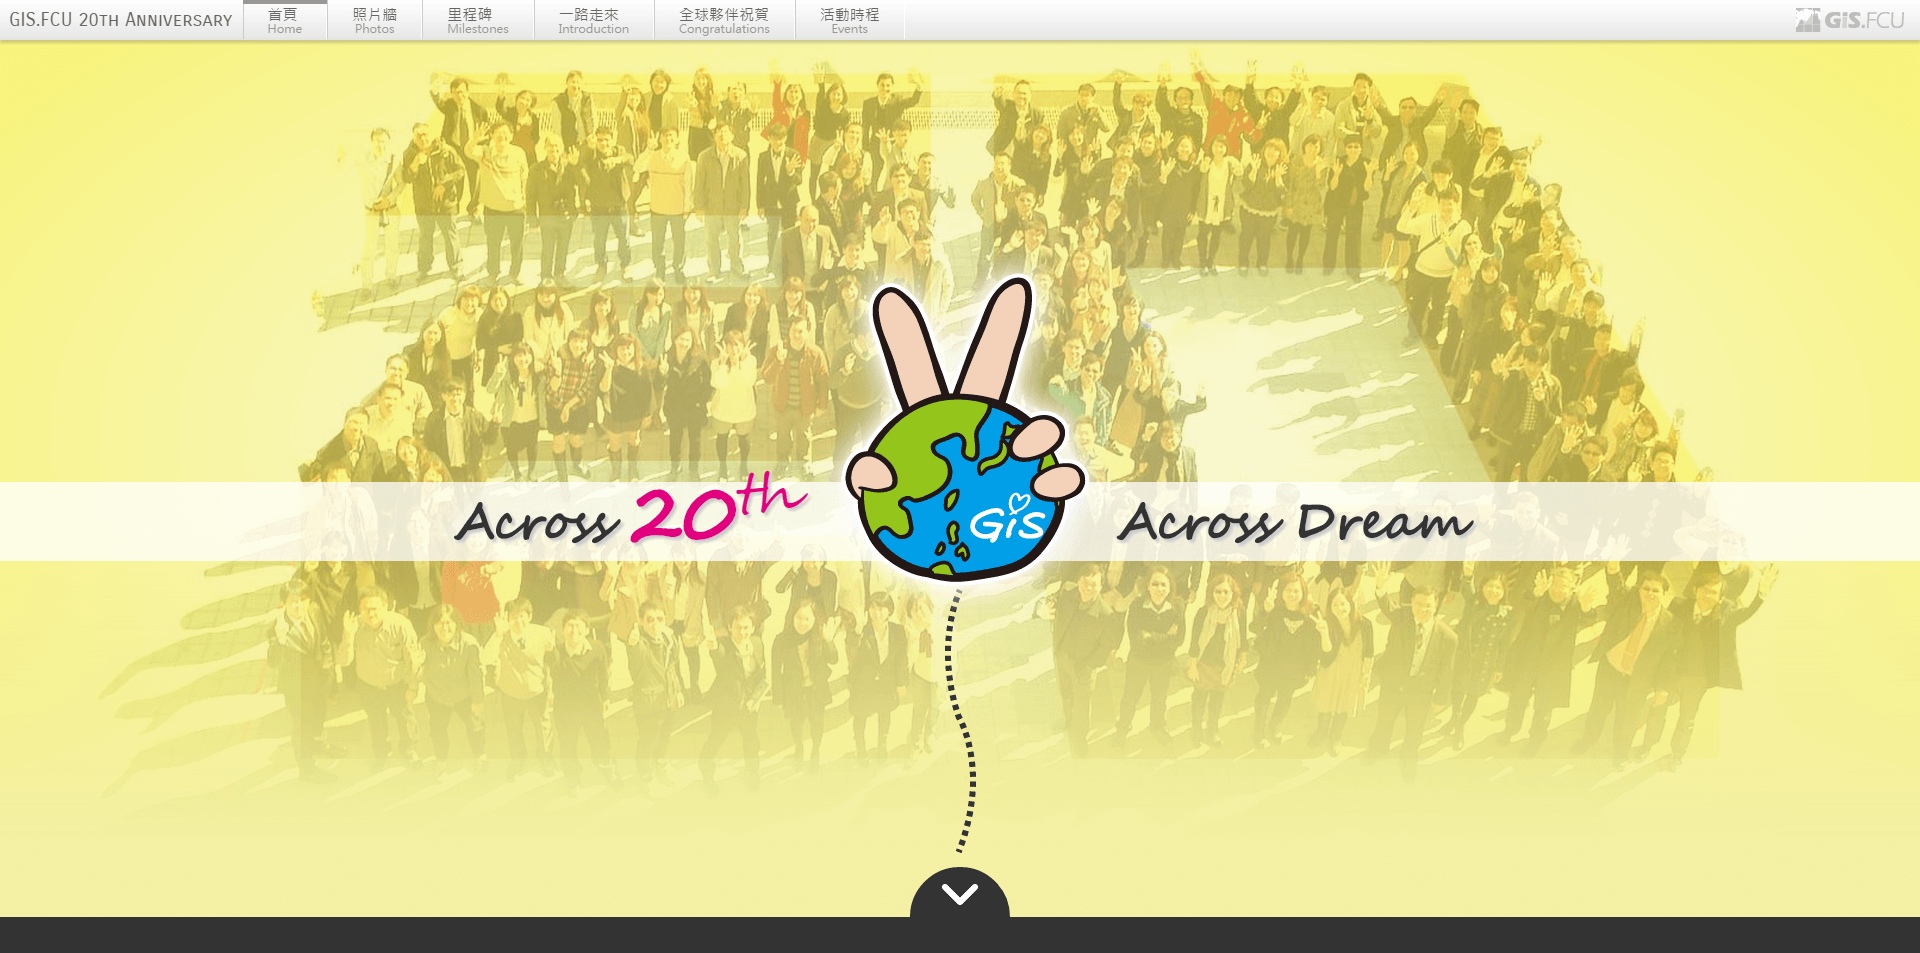 GIS.FCU 20TH ANNIVERSARY
首頁
Home
照片牆
Photos
里程碑
Milestones
一路走來
Introduction
全球夥伴祝賀
Congratulations
活動時程
Events
GiS.FCU
Across 20th
GiS
Across Dream